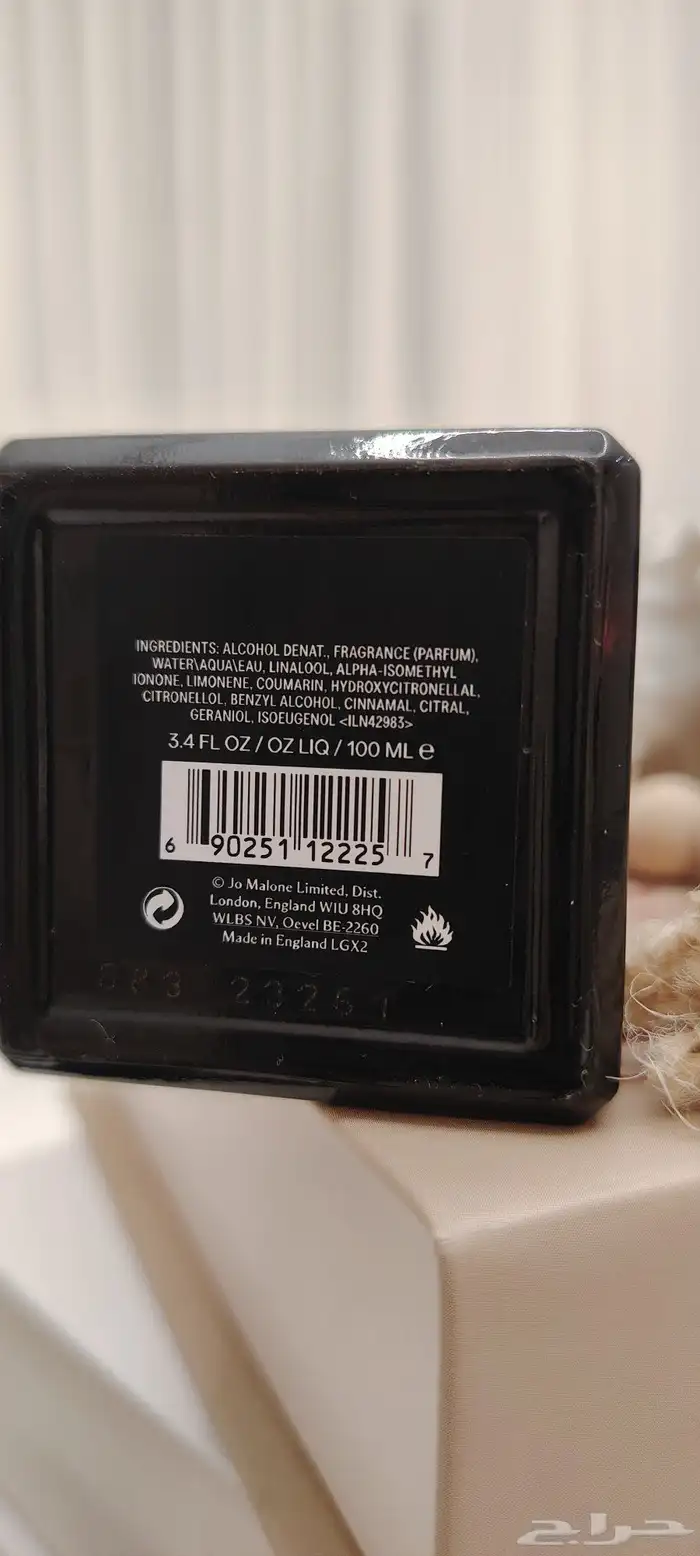 INGREDIENTS: ALCOHOL DENAT., FRAGRANCE (PARFUM),
WATER\AQUA\EAU, LINALOOL, ALPHA-ISOMETHYL
IONONE, LIMONENE, COUMARIN, HYDROXYCITRONELLAL,
CITRONELLOL, BENZYL ALCOHOL, CINNAMAL, CITRAL,
GERANIOL, ISOEUGENOL <ILN42983>
3.4 FL OZ / OZ LIQ / 100 ML ℮
6 90251 12225 7
© Jo Malone Limited, Dist.
London, England W1U 8HQ
WLBS NV, Oevel BE-2260
Made in England LGX2
حراج